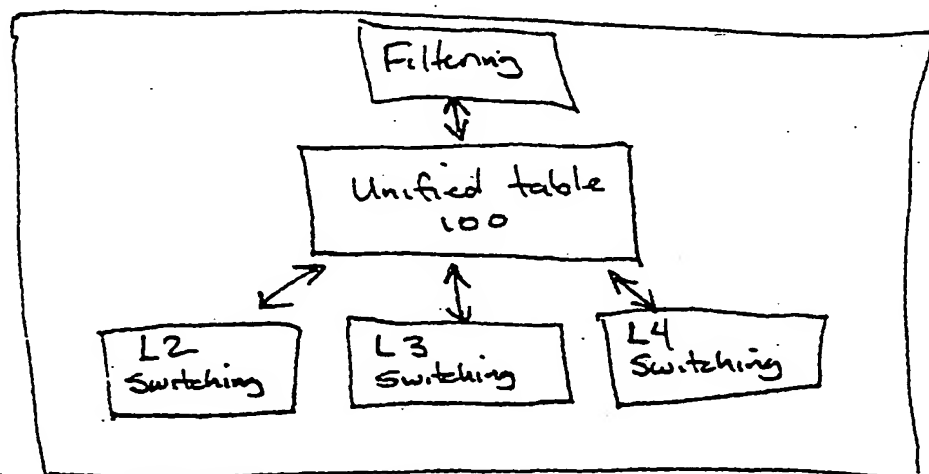 Filtering
Unified table
100
L2
Switching
L3
Switching
L4
Switching